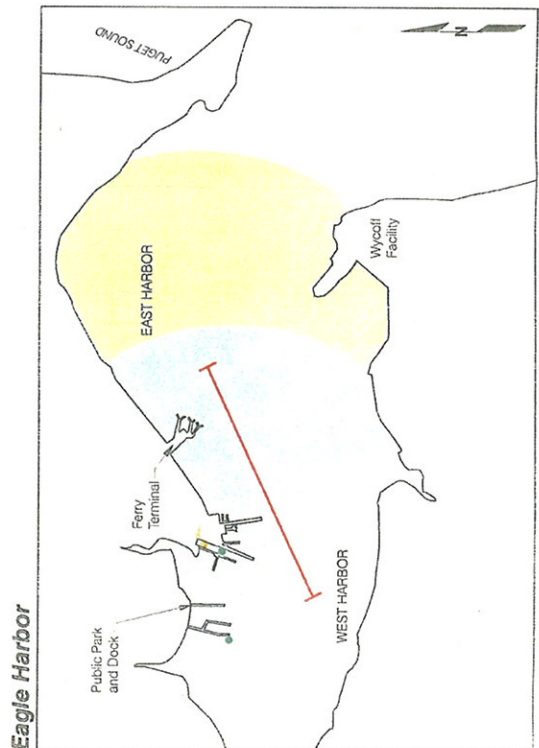 Eagle Harbor
PUGET SOUND
N
EAST HARBOR
Wycoff
Facility
Ferry
Terminal
Public Park
and Dock
WEST HARBOR